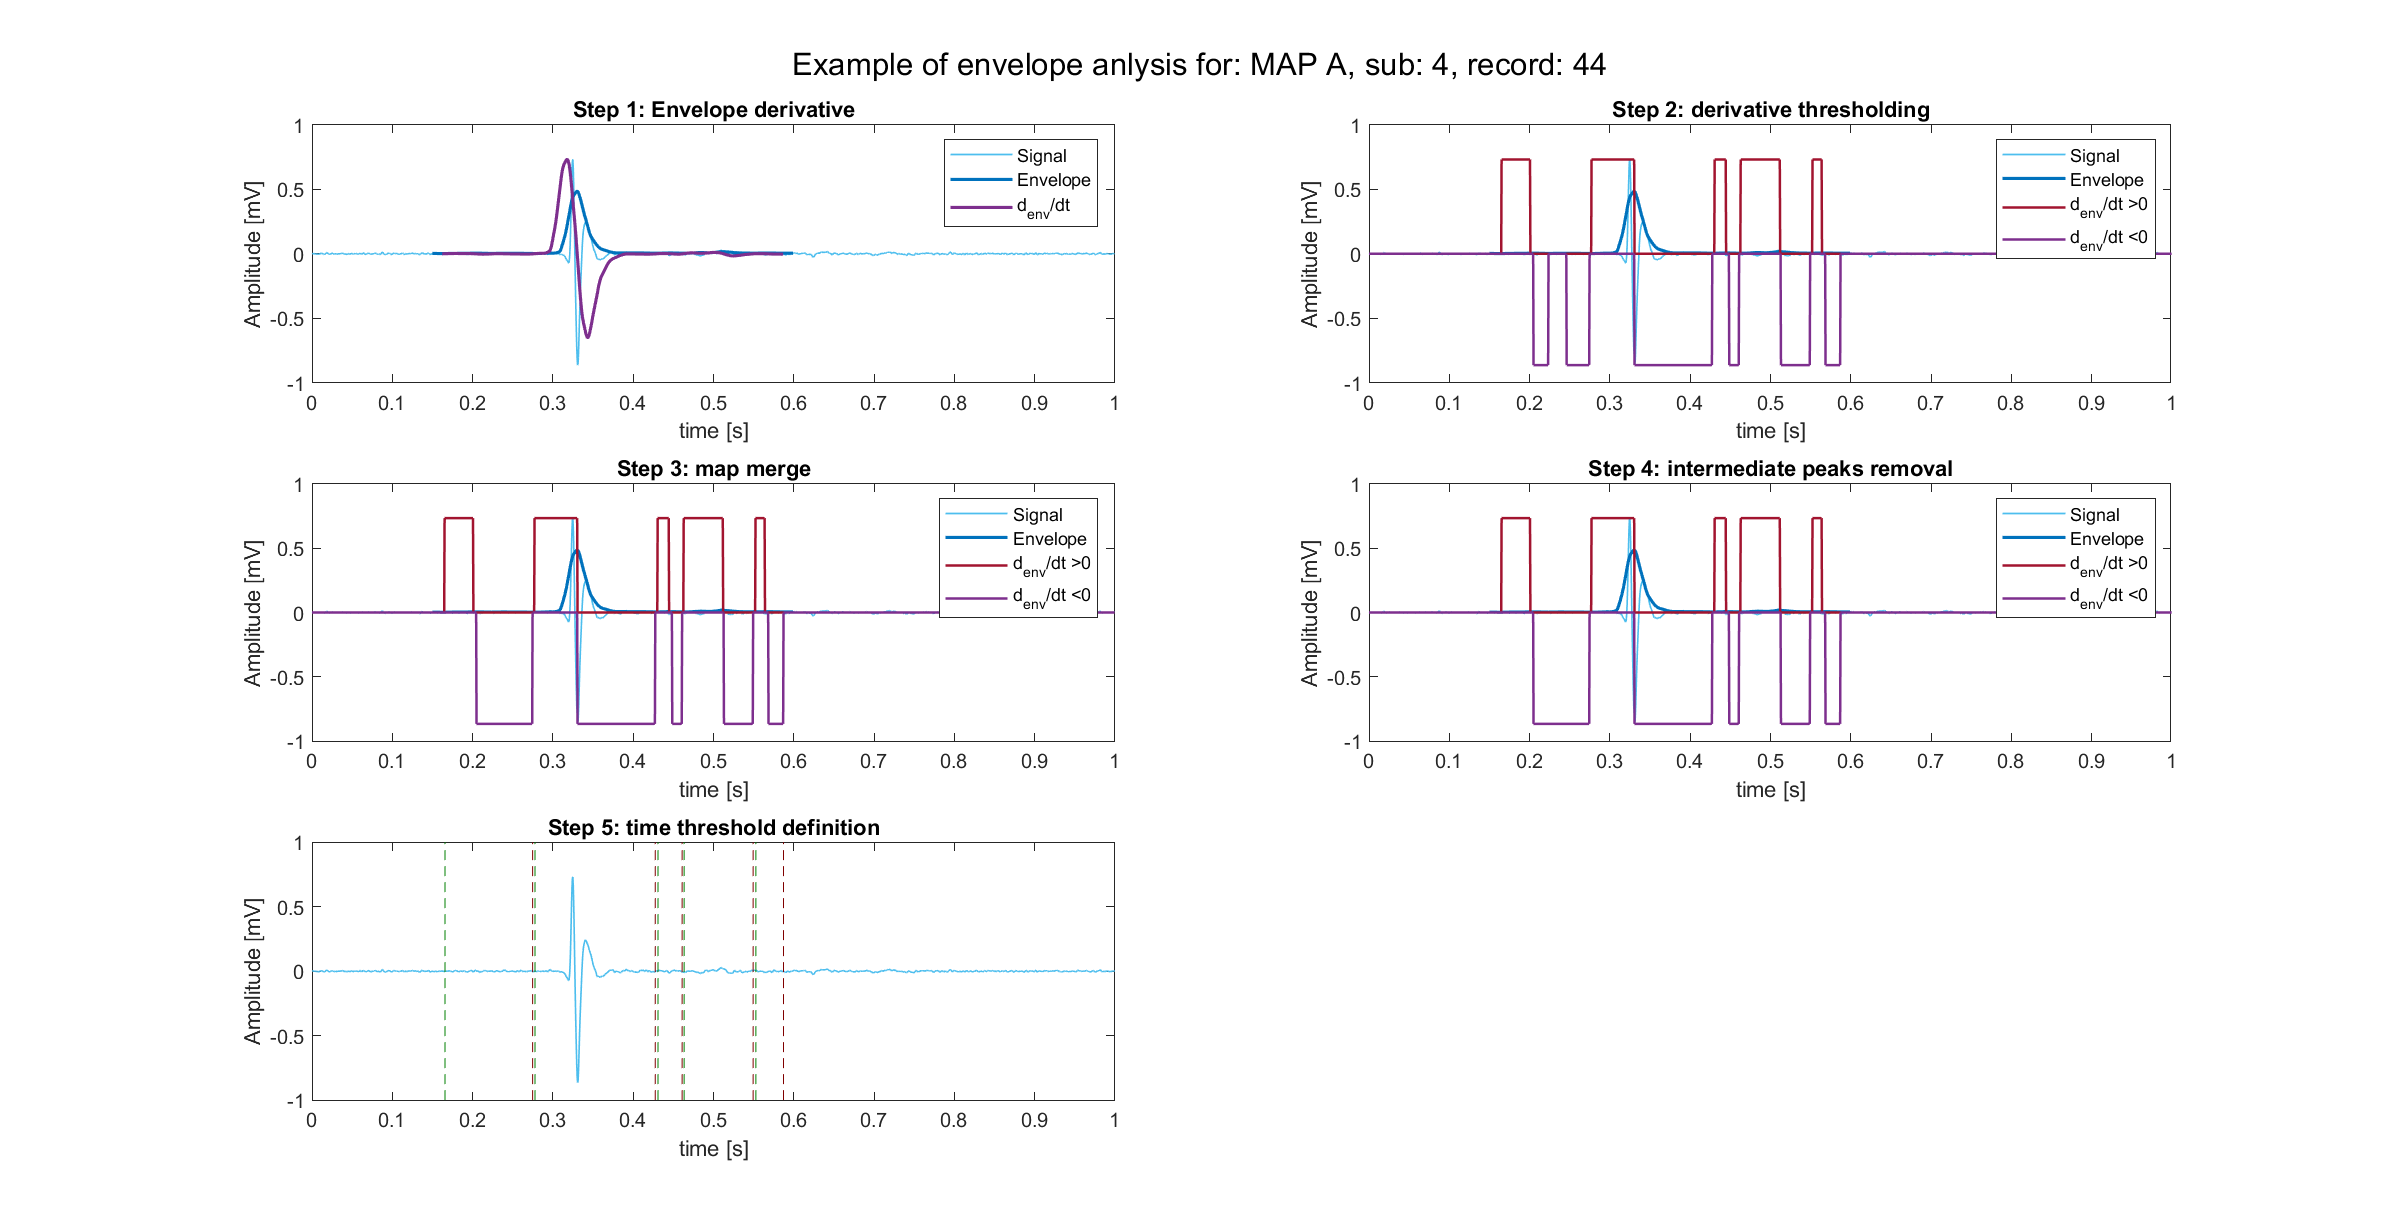 Example of envelope anlysis for: MAP A, sub: 4, record: 44
Step 1: Envelope derivative
1
0.5
0
-0.5
-1
Amplitude [mV]
0 0.1 0.2 0.3 0.4 0.5 0.6 0.7 0.8 0.9 1
time [s]
Signal
Envelope
d_env/dt
Step 2: derivative thresholding
1
0.5
0
-0.5
-1
Amplitude [mV]
0 0.1 0.2 0.3 0.4 0.5 0.6 0.7 0.8 0.9 1
time [s]
Signal
Envelope
d_env/dt >0
d_env/dt <0
Step 3: map merge
1
0.5
0
-0.5
-1
Amplitude [mV]
0 0.1 0.2 0.3 0.4 0.5 0.6 0.7 0.8 0.9 1
time [s]
Signal
Envelope
d_env/dt >0
d_env/dt <0
Step 4: intermediate peaks removal
1
0.5
0
-0.5
-1
Amplitude [mV]
0 0.1 0.2 0.3 0.4 0.5 0.6 0.7 0.8 0.9 1
time [s]
Signal
Envelope
d_env/dt >0
d_env/dt <0
Step 5: time threshold definition
1
0.5
0
-0.5
-1
Amplitude [mV]
0 0.1 0.2 0.3 0.4 0.5 0.6 0.7 0.8 0.9 1
time [s]